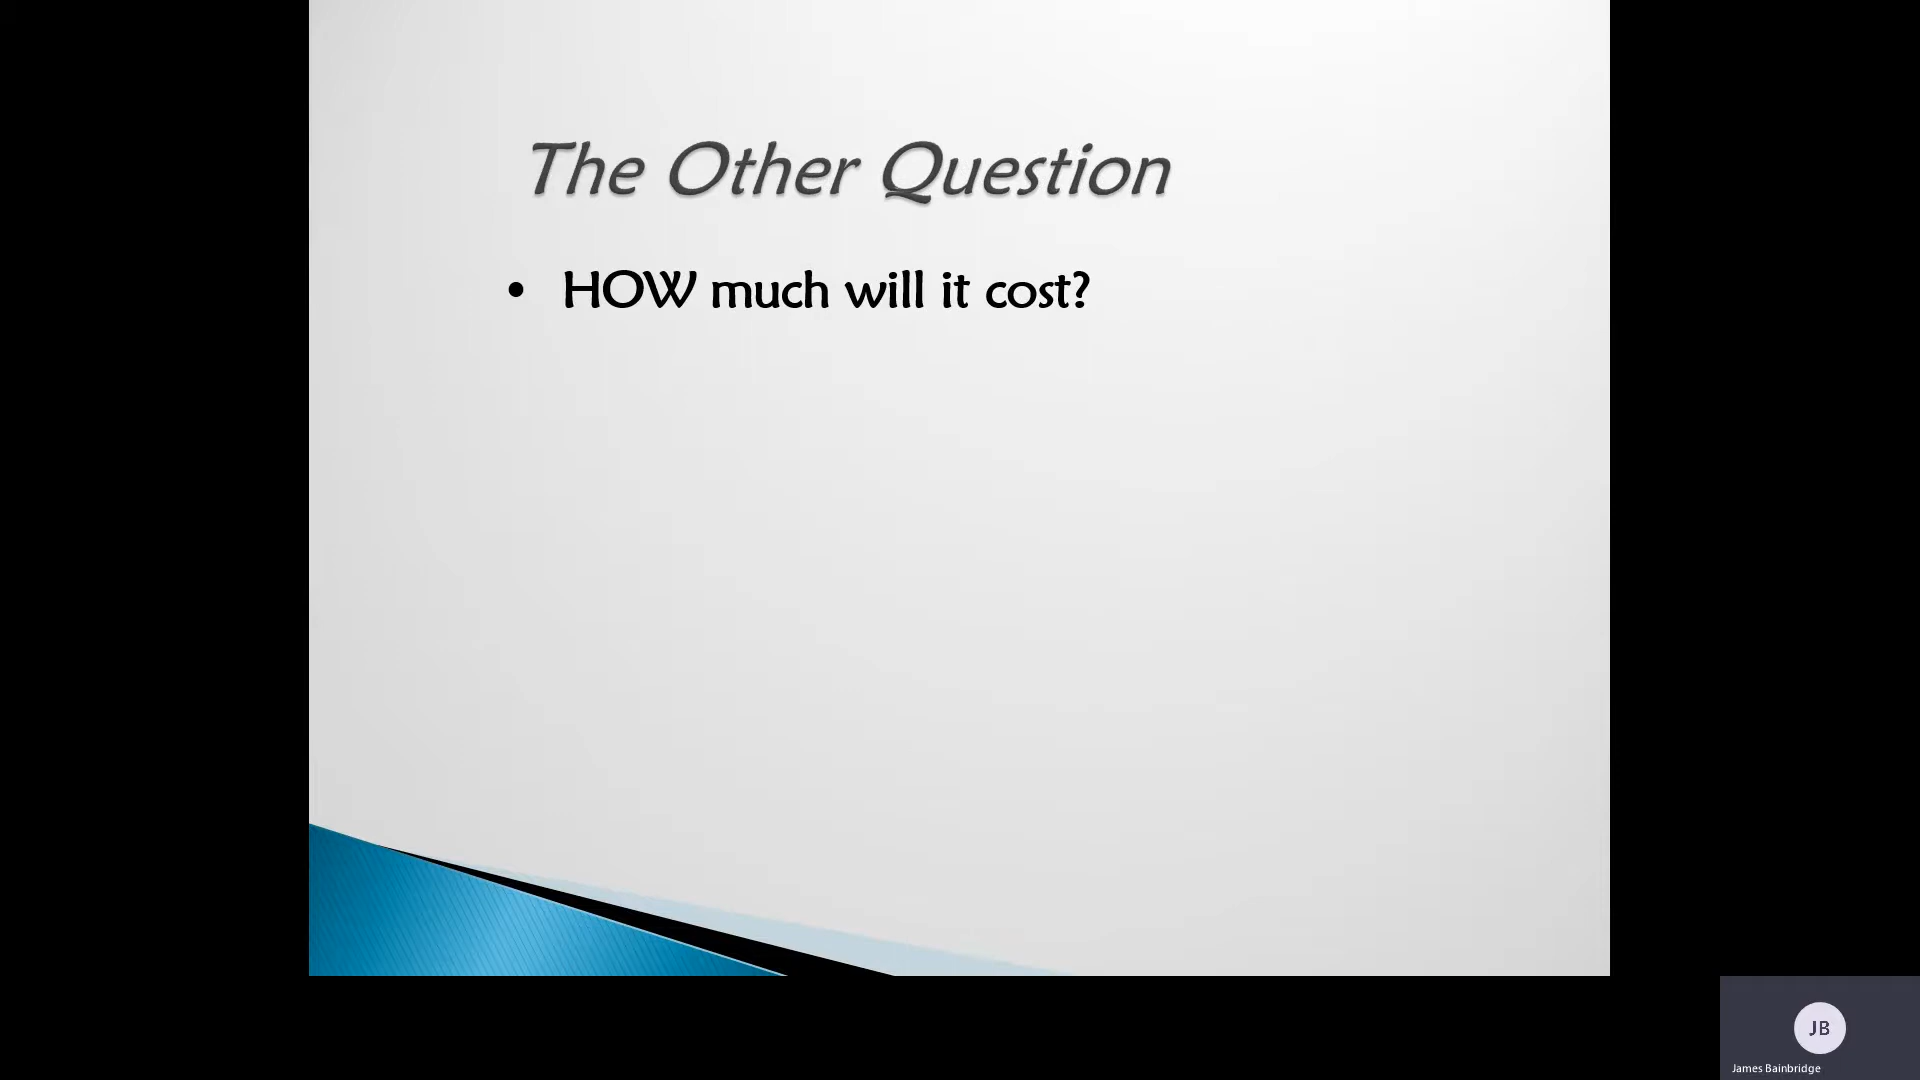 The Other Question
• HOW much will it cost?
JB
James Bainbridge